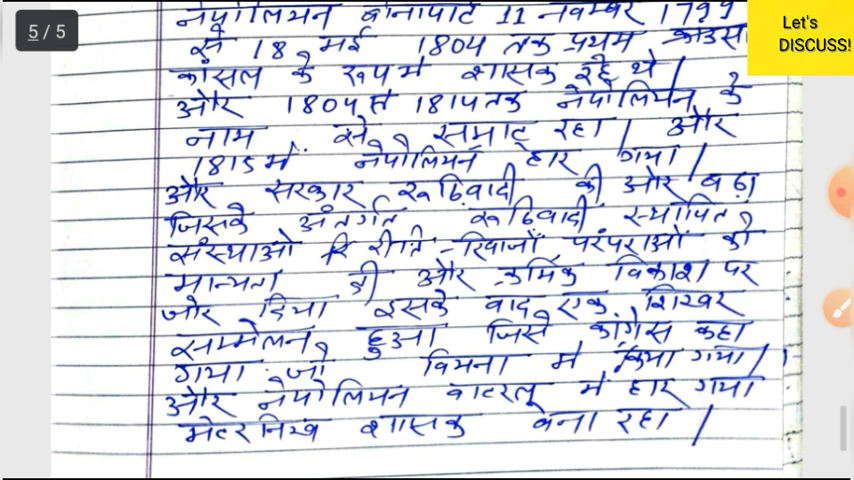 5/5
Let's
DISCUSS!
नेपोलियन बोनापार्ट 11 नवम्बर 1799
से 18 मई 1804 तक प्रथम
कांसल के रूप में शासक रहे थे।
और 1804 से 1814 तक नेपोलियन के
नाम से सम्राट् रहा। और
1815 में नेपोलियन हार गया।
और सरकार रूढिवादी की ओर बढा
जिसके अंतर्गत रूढिवादी स्थापित
संस्थाओ रीति-रिवाजों परंपराओं को
मान्यता दी और क्रमिक विकाश पर
जोर दिया इसके बाद एक शिखर
सम्मेलन हुआ जिसे कांग्रेस कहा
गया जो वियना मे किया गया।
और नेपोलियन वाटरलू में हार गया
मेटरनिख शासक बना रहा।